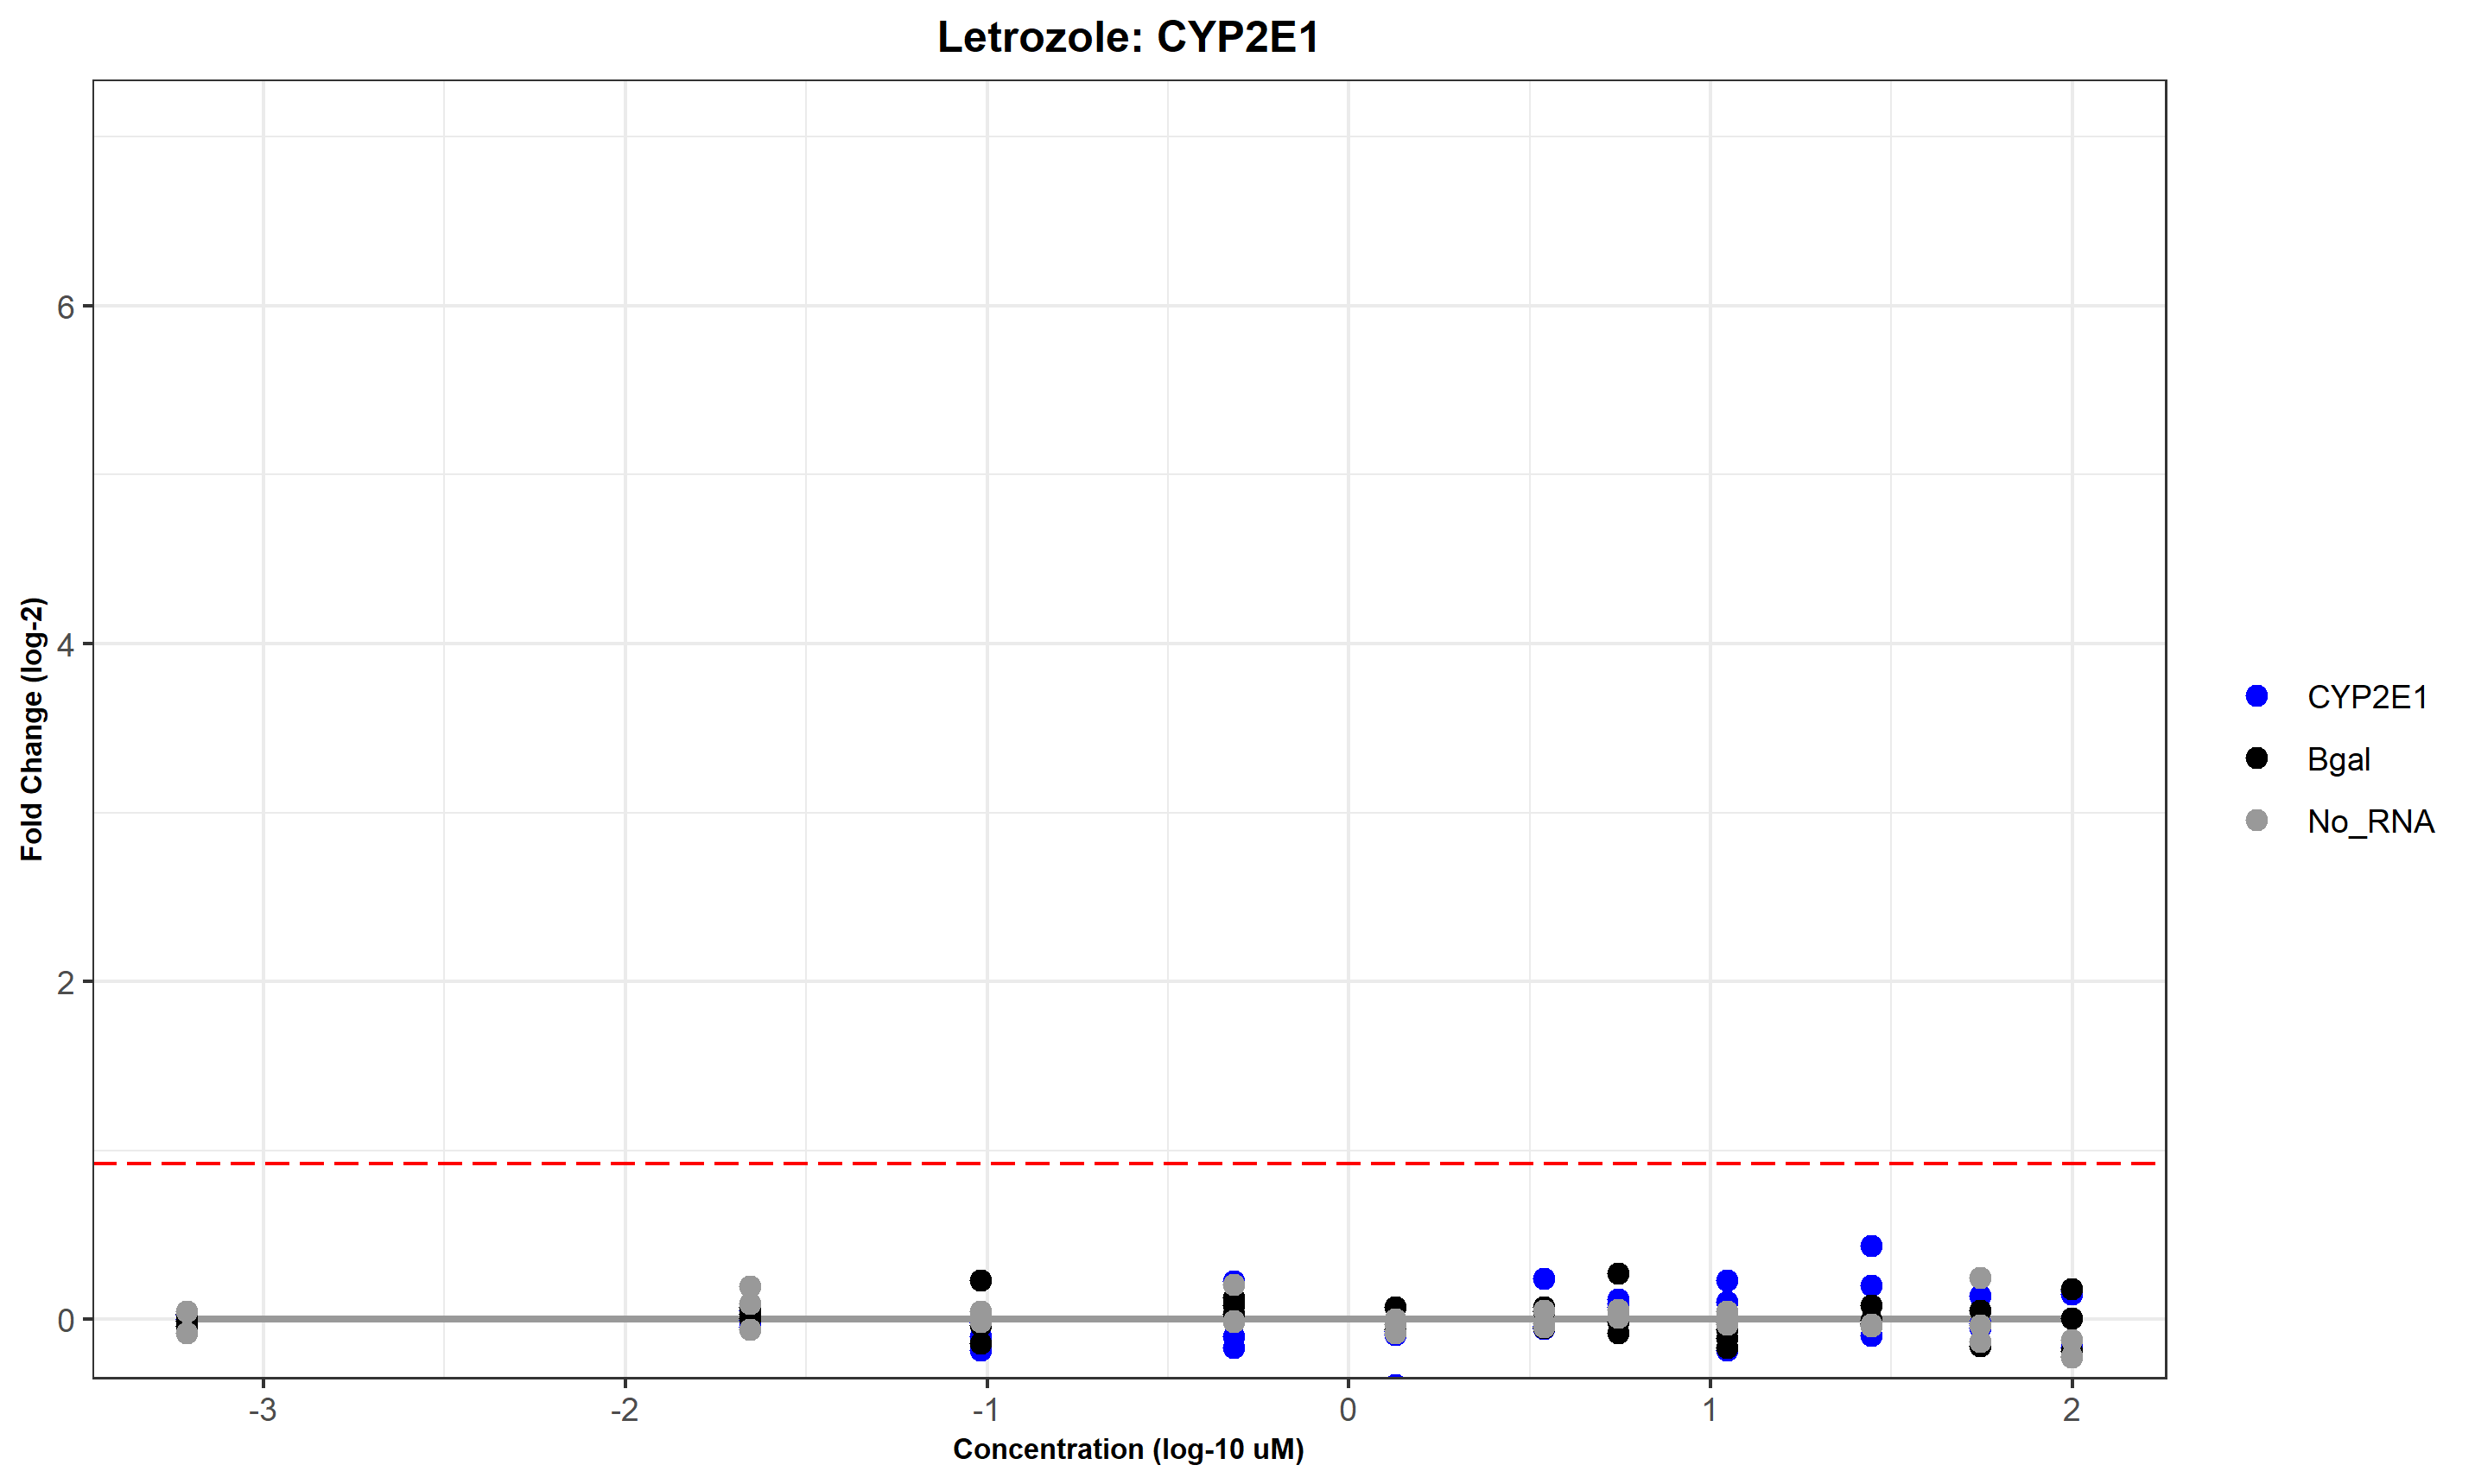 Letrozole: CYP2E1
Fold Change (log-2)
6
4
2
0
-3
-2
-1
0
1
2
Concentration (log-10 uM)
CYP2E1
Bgal
No_RNA